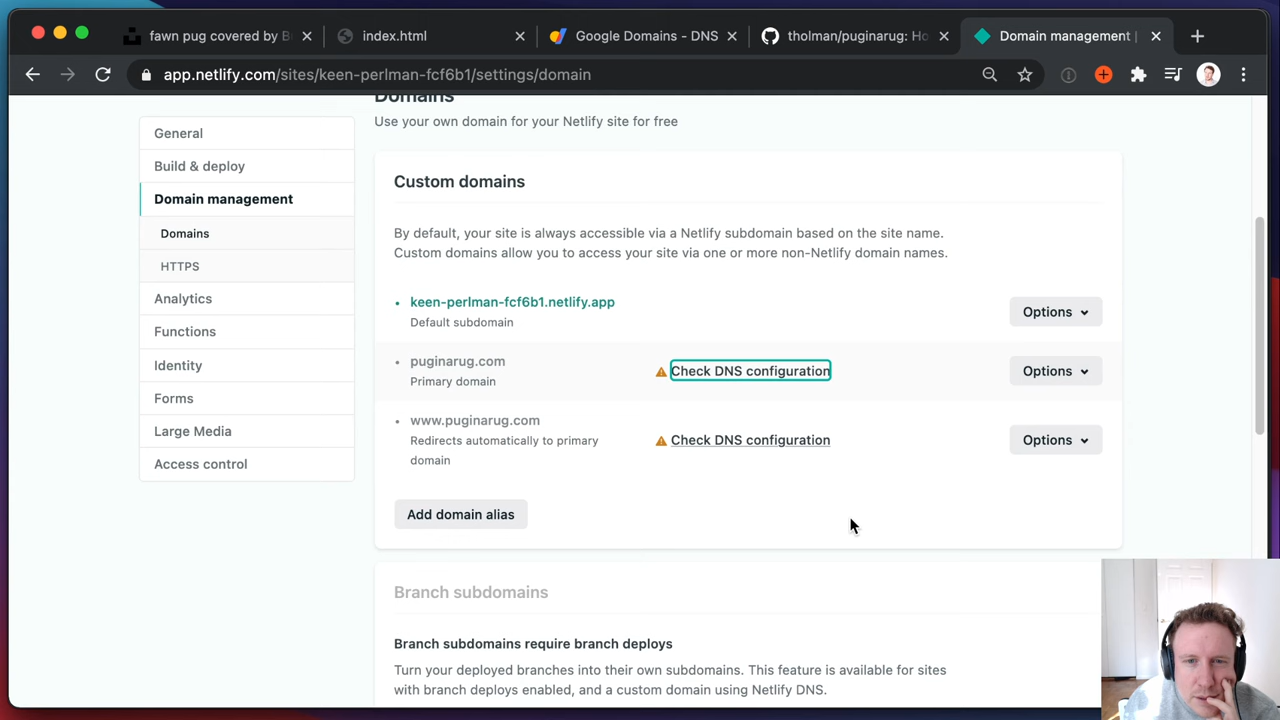 fawn pug covered by B
index.html
Google Domains - DNS
tholman/puginarug: Ho
Domain management |
app.netlify.com/sites/keen-perlman-fcf6b1/settings/domain
Domains
Use your own domain for your Netlify site for free
General
Build & deploy
Domain management
Domains
HTTPS
Analytics
Functions
Identity
Forms
Large Media
Access control
Custom domains
By default, your site is always accessible via a Netlify subdomain based on the site name.
Custom domains allow you to access your site via one or more non-Netlify domain names.
keen-perlman-fcf6b1.netlify.app
Default subdomain
Options
puginarug.com
Primary domain
Check DNS configuration
Options
www.puginarug.com
Redirects automatically to primary
domain
Check DNS configuration
Options
Add domain alias
Branch subdomains
Branch subdomains require branch deploys
Turn your deployed branches into their own subdomains. This feature is available for sites
with branch deploys enabled, and a custom domain using Netlify DNS.